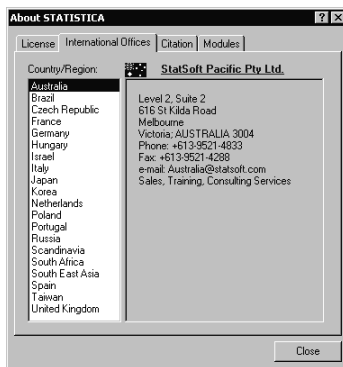 About STATISTICA
License
International Offices
Citation
Modules
Country/Region:
Australia
Brazil
Czech Republic
France
Germany
Hungary
Israel
Italy
Japan
Korea
Netherlands
Poland
Portugal
Russia
Scandinavia
South Africa
South East Asia
Spain
Taiwan
United Kingdom
StatSoft Pacific Pty Ltd.
Level 2, Suite 2
616 St Kilda Road
Melbourne
Victoria; AUSTRALIA 3004
Phone: +613-9521-4833
Fax: +613-9521-4288
e-mail: Australia@statsoft.com
Sales, Training, Consulting Services
Close